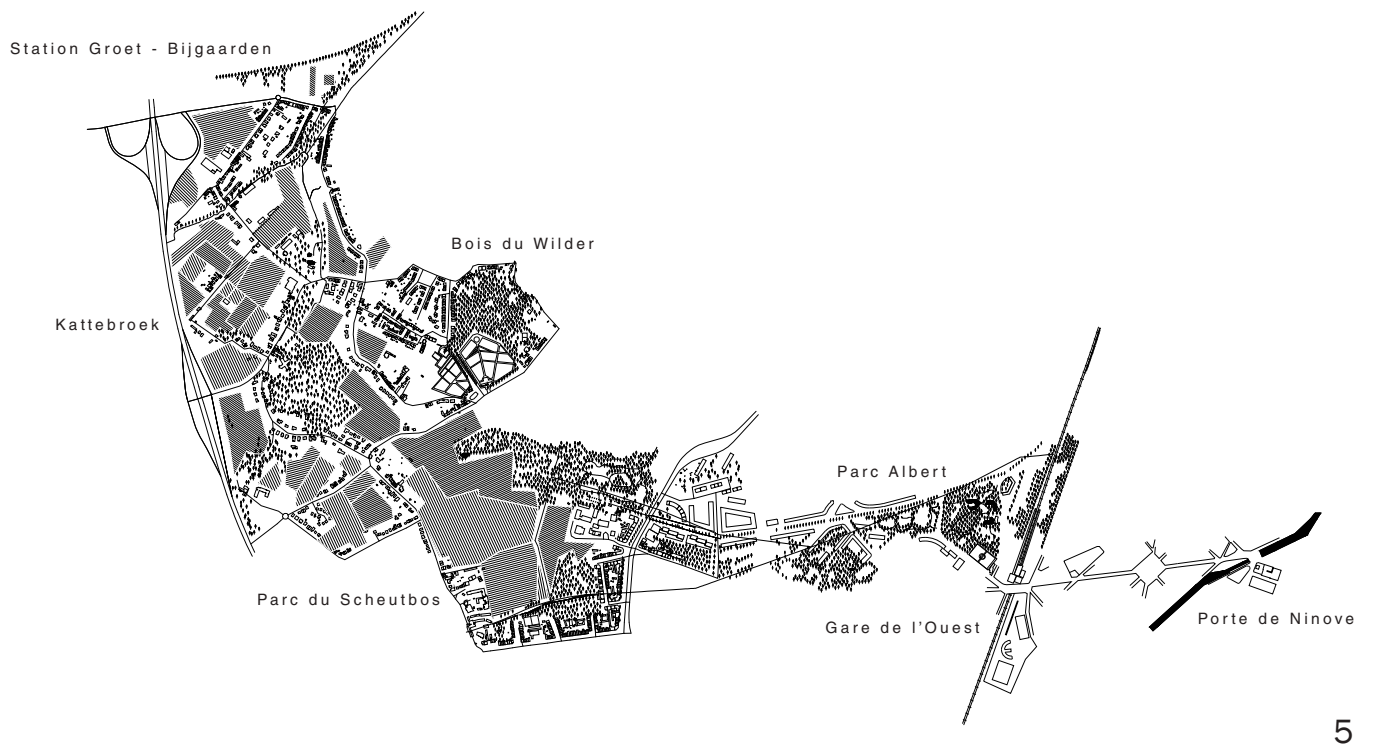 Station Groet - Bijgaarden
Bois du Wilder
Kattebroek
Parc Albert
Parc du Scheutbos
Gare de l'Ouest
Porte de Ninove
5